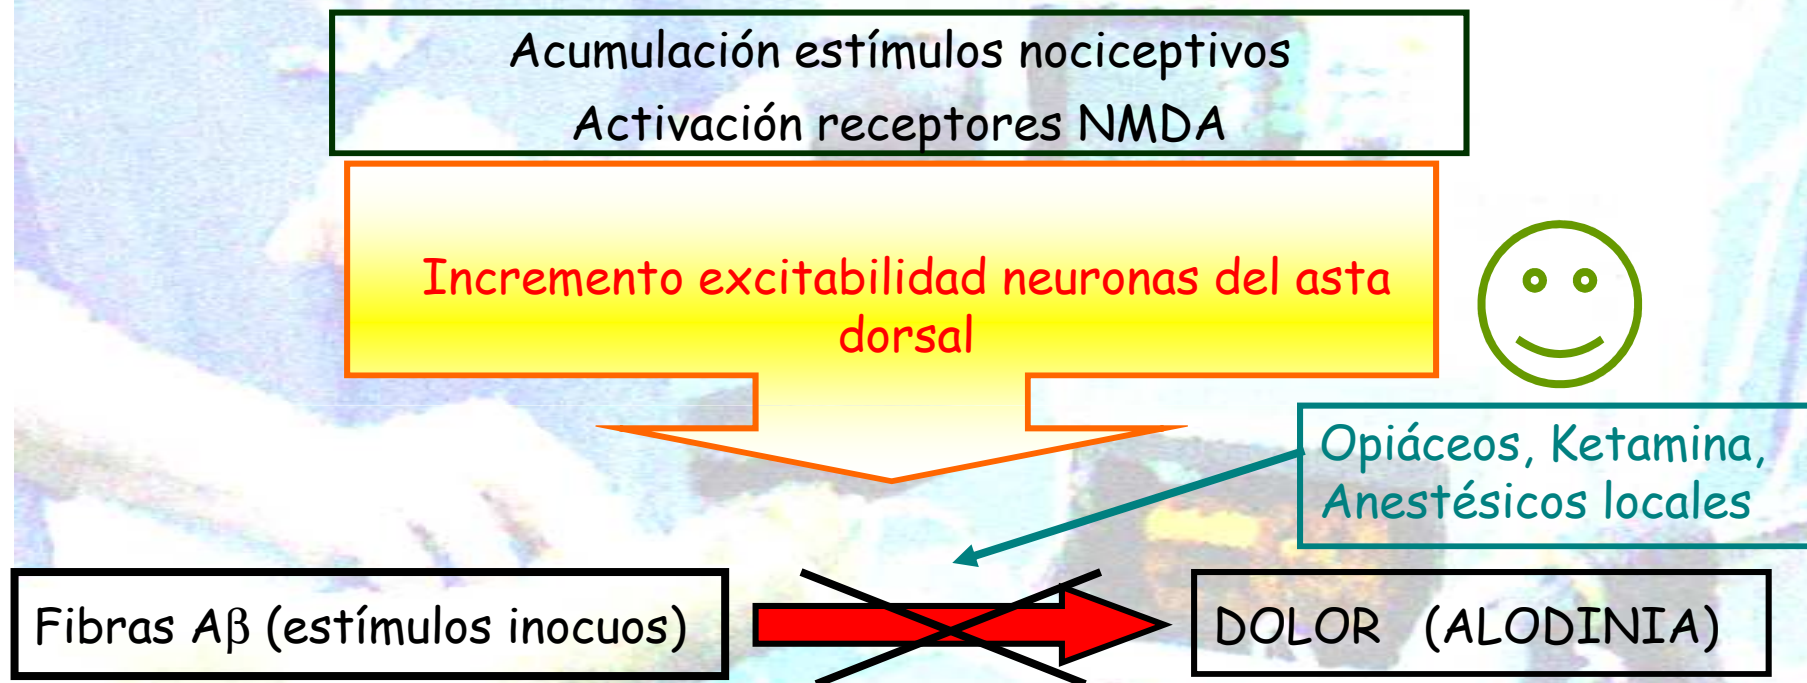 Acumulación estímulos nociceptivos
Activación receptores NMDA
Incremento excitabilidad neuronas del asta
dorsal
Opiáceos, Ketamina,
Anestésicos locales
Fibras Aβ (estímulos inocuos)
DOLOR (ALODINIA)